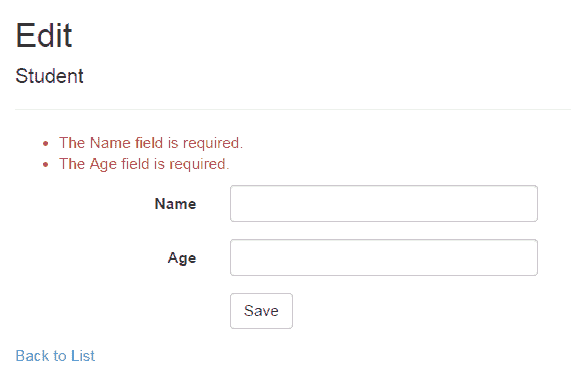 Edit
Student
The Name field is required.
The Age field is required.
Name
Age
Save
Back to List